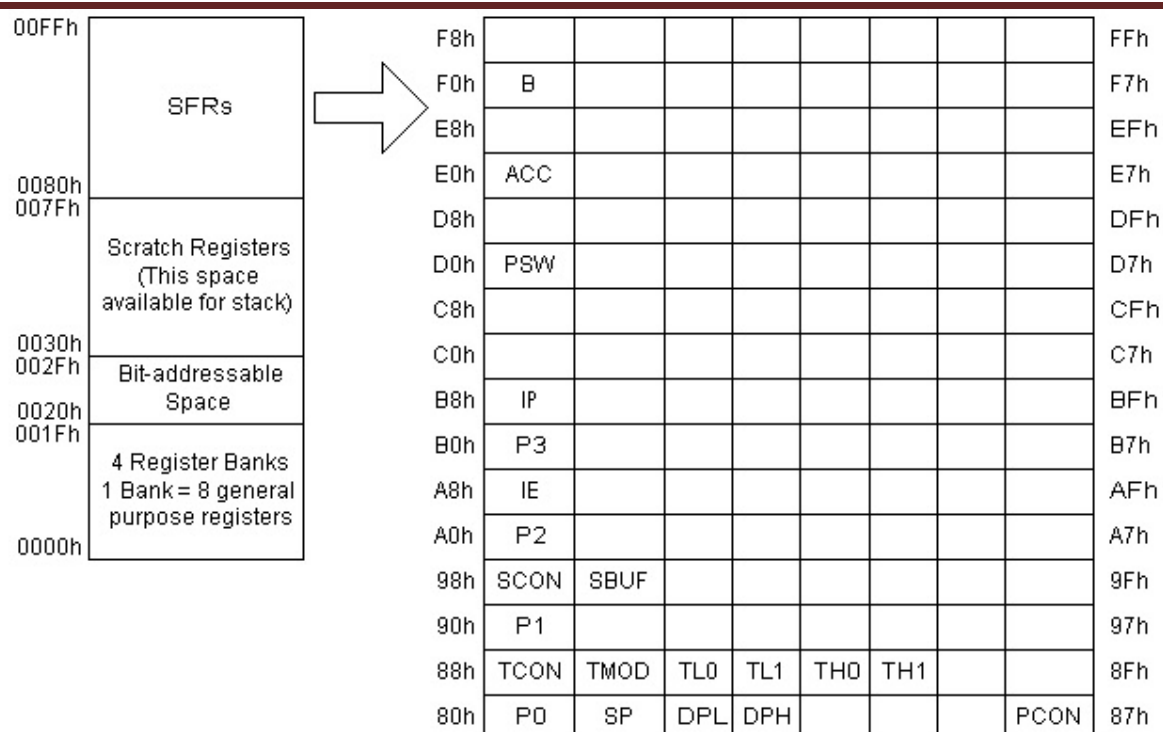 00FFh
SFRs
0080h
007Fh
Scratch Registers
(This space
available for stack)
0030h
002Fh
Bit-addressable
Space
0020h
001Fh
4 Register Banks
1 Bank = 8 general
purpose registers
0000h
F8h FFh
F0h B F7h
E8h EFh
E0h ACC E7h
D8h DFh
D0h PSW D7h
C8h CFh
C0h C7h
B8h IP BFh
B0h P3 B7h
A8h IE AFh
A0h P2 A7h
98h SCON SBUF 9Fh
90h P1 97h
88h TCON TMOD TL0 TL1 TH0 TH1 8Fh
80h P0 SP DPL DPH PCON 87h